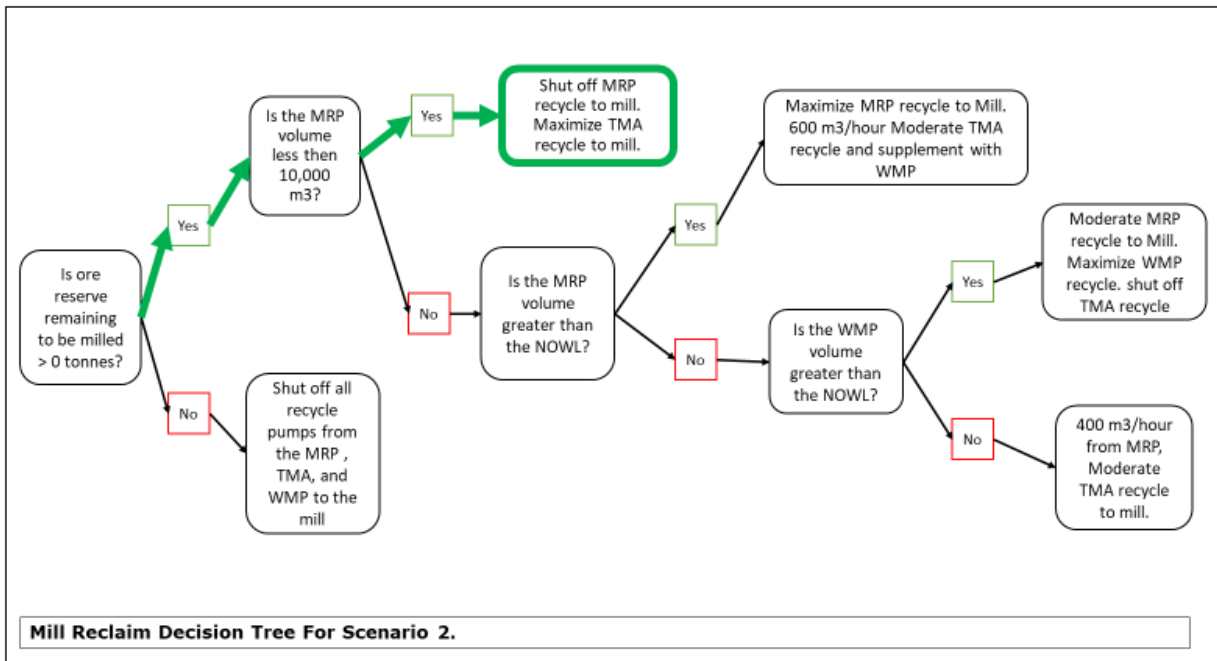 Is ore
reserve
remaining
to be milled
> 0 tonnes?
Yes
No
Is the MRP
volume
less then
10,000
m3?
Shut off all
recycle
pumps from
the MRP ,
TMA, and
WMP to the
mill
Yes
No
Shut off MRP
recycle to mill.
Maximize TMA
recycle to mill.
Is the MRP
volume
greater than
the NOWL?
Yes
No
Maximize MRP recycle to Mill.
600 m3/hour Moderate TMA
recycle and supplement with
WMP
Is the WMP
volume
greater than
the NOWL?
Yes
No
Moderate MRP
recycle to Mill.
Maximize WMP
recycle. shut off
TMA recycle
400 m3/hour
from MRP,
Moderate
TMA recycle
to mill.
Mill Reclaim Decision Tree For Scenario 2.